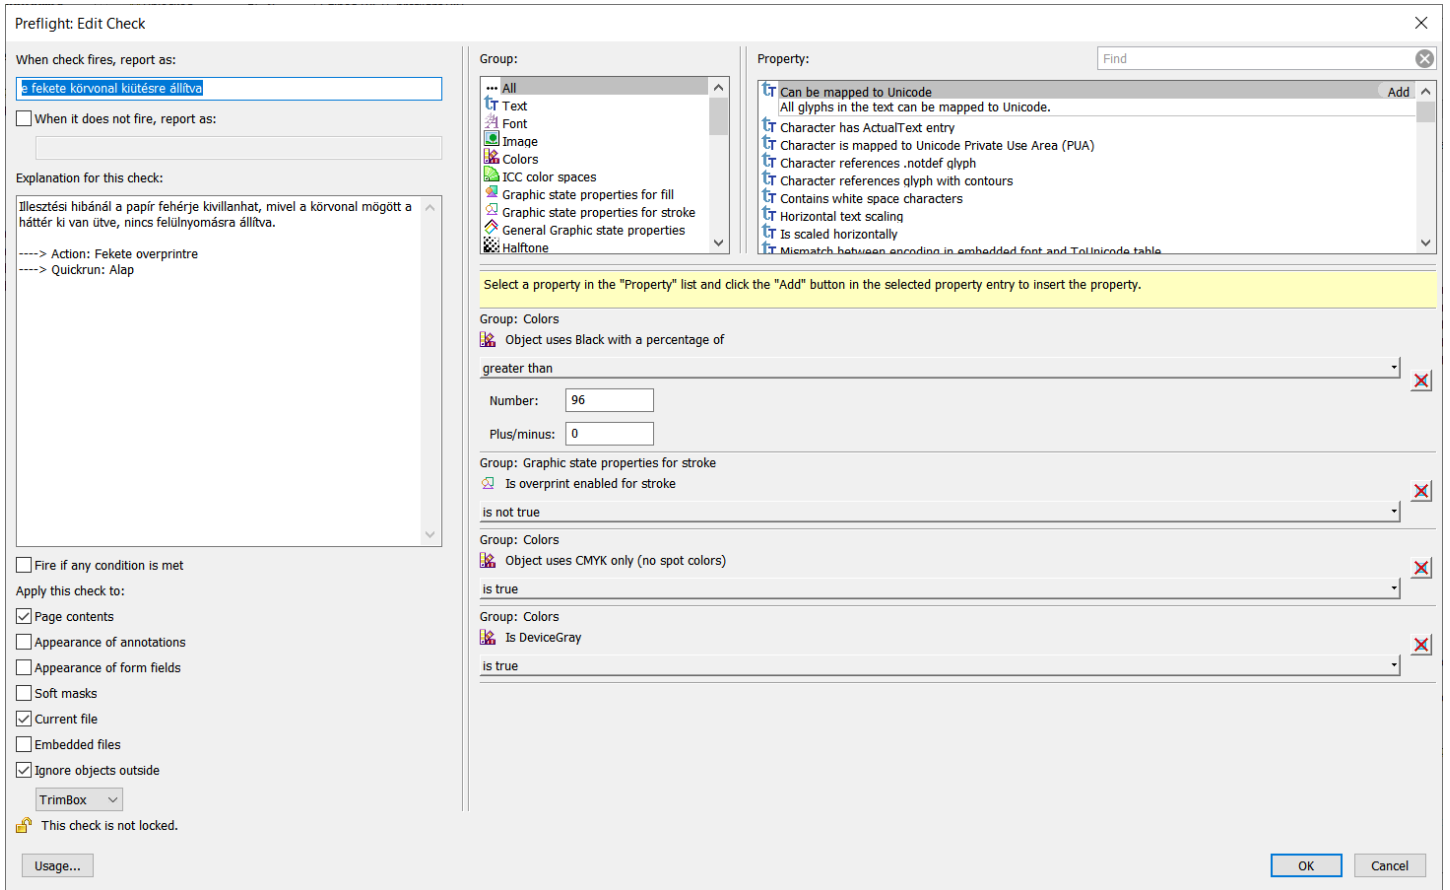 Preflight: Edit Check
When check fires, report as:
e fekete körvonal kiütésre állítva
When it does not fire, report as:
Explanation for this check:
Illesztési hibánál a papír fehérje kivillanhat, mivel a körvonal mögött a
háttér ki van ütve, nincs felülnyomásra állítva.
----> Action: Fekete overprintre
----> Quickrun: Alap
Fire if any condition is met
Apply this check to:
Page contents
Appearance of annotations
Appearance of form fields
Soft masks
Current file
Embedded files
Ignore objects outside
TrimBox
This check is not locked.
Usage...
Group:
All
Text
Font
Image
Colors
ICC color spaces
Graphic state properties for fill
Graphic state properties for stroke
General Graphic state properties
Halftone
Property:
Find
Can be mapped to Unicode
Add
All glyphs in the text can be mapped to Unicode.
Character has ActualText entry
Character is mapped to Unicode Private Use Area (PUA)
Character references .notdef glyph
Character references glyph with contours
Contains white space characters
Horizontal text scaling
Is scaled horizontally
Mismatch between encoding in embedded font and ToUnicode table
Select a property in the "Property" list and click the "Add" button in the selected property entry to insert the property.
Group: Colors
Object uses Black with a percentage of
greater than
Number: 96
Plus/minus: 0
Group: Graphic state properties for stroke
Is overprint enabled for stroke
is not true
Group: Colors
Object uses CMYK only (no spot colors)
is true
Group: Colors
Is DeviceGray
is true
OK
Cancel